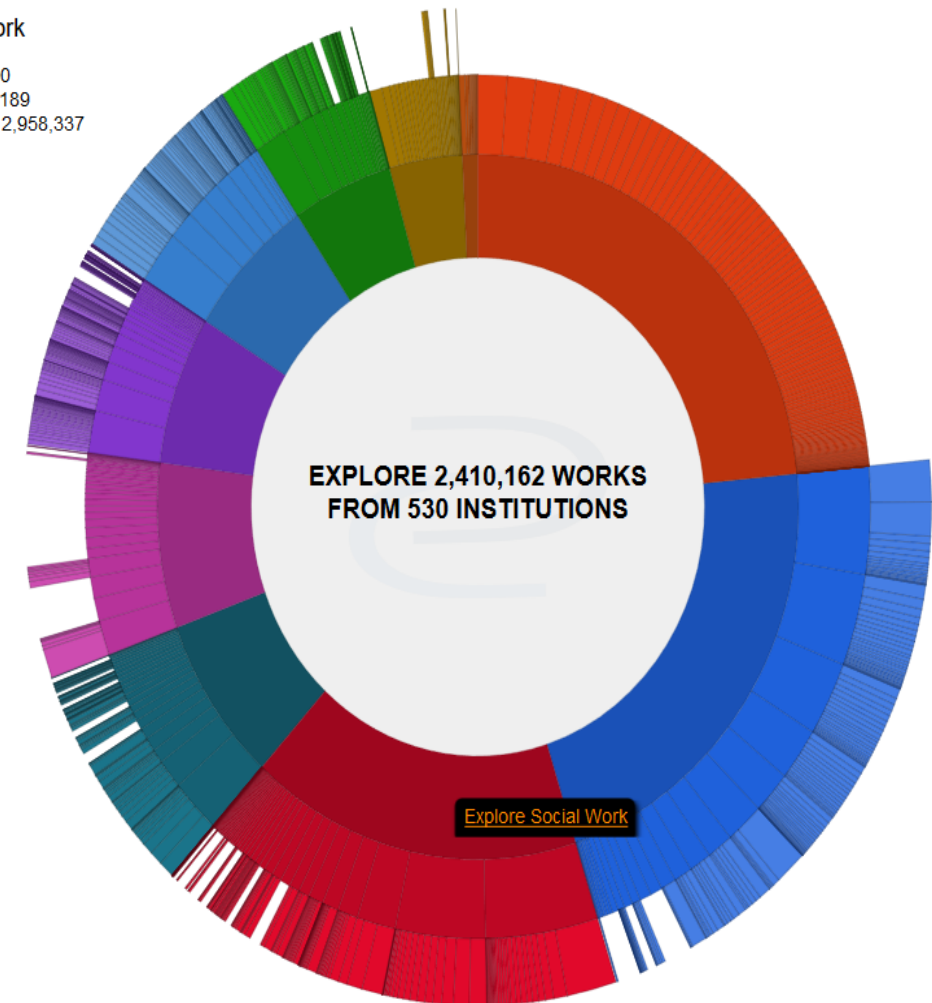 ork
0
189
2,958,337
EXPLORE 2,410,162 WORKS
FROM 530 INSTITUTIONS
Explore Social Work